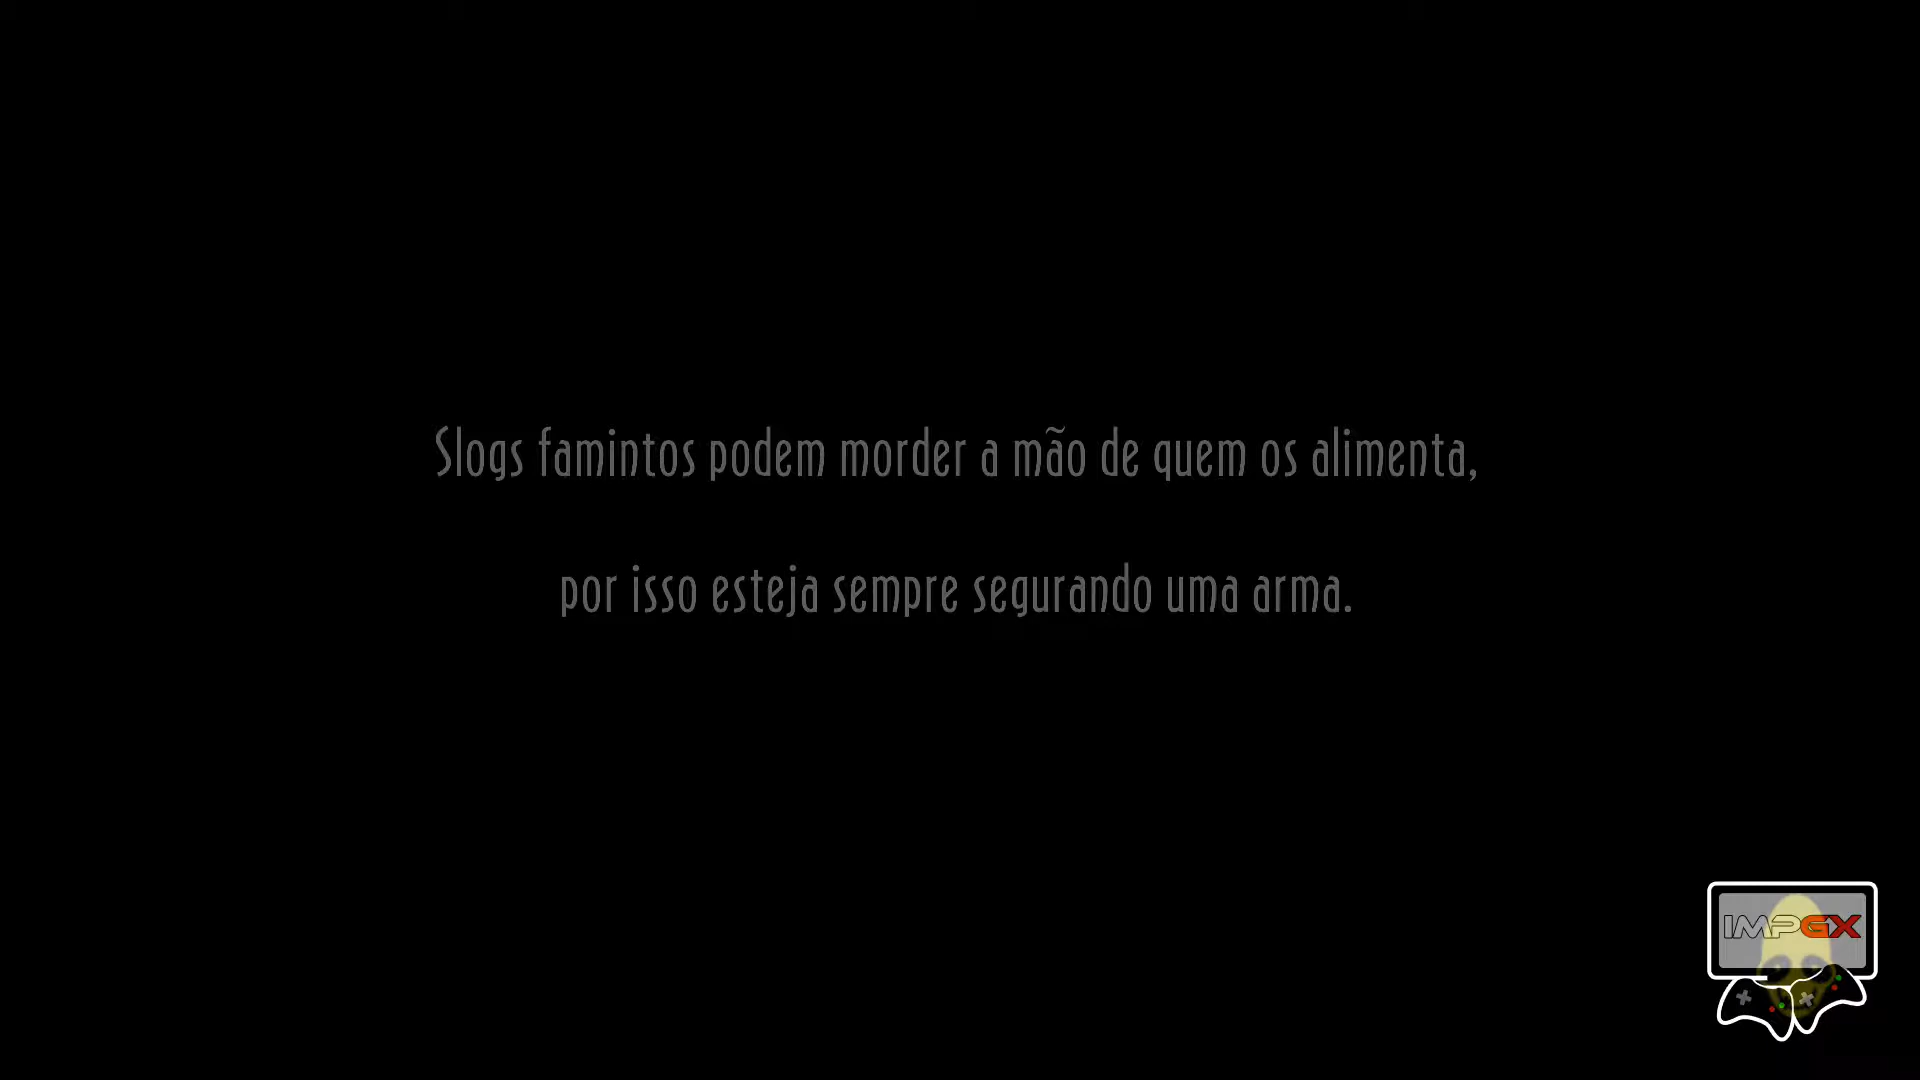 Slogs famintos podem morder a mão de quem os alimenta,
por isso esteja sempre segurando uma arma.
IMPGX